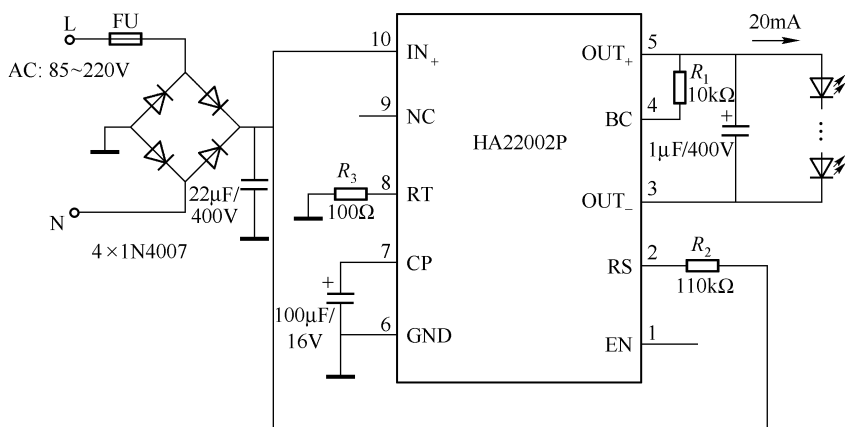 L
FU
AC: 85~220V
N
4×1N4007
22μF/
400V
10
IN+
9
NC
R3
8
RT
100Ω
7
CP
100μF/
16V
6
GND
HA22002P
5
OUT+
20mA
R1
10kΩ
4
BC
1μF/400V
3
OUT−
2
RS
R2
110kΩ
1
EN